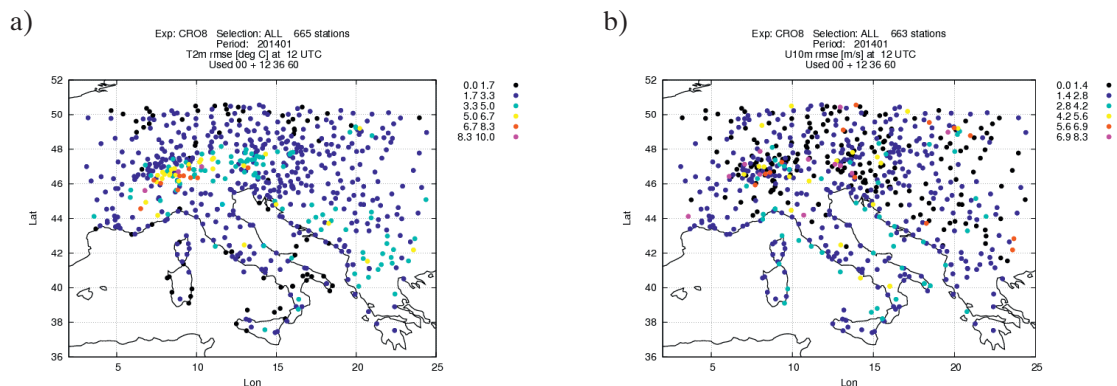 a)
Exp: CRO8 Selection: ALL 665 stations
Period: 201401
T2m rmse [deg C] at 12 UTC
Used 00 + 12 36 60
52
50
48
46
44
42
40
38
36
Lat
5
10
15
20
25
Lon
0.0 1.7
1.7 3.3
3.3 5.0
5.0 6.7
6.7 8.3
8.3 10.0
b)
Exp: CRO8 Selection: ALL 663 stations
Period: 201401
U10m rmse [m/s] at 12 UTC
Used 00 + 12 36 60
52
50
48
46
44
42
40
38
36
Lat
5
10
15
20
25
Lon
0.0 1.4
1.4 2.8
2.8 4.2
4.2 5.6
5.6 6.9
6.9 8.3